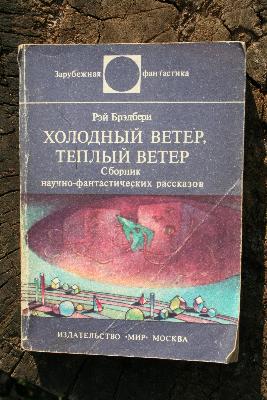 Зарубежная фантастика
Рэй Брэдбери
ХОЛОДНЫЙ ВЕТЕР,
ТЕПЛЫЙ ВЕТЕР
Сборник
научно-фантастических рассказов
ИЗДАТЕЛЬСТВО «МИР» МОСКВА